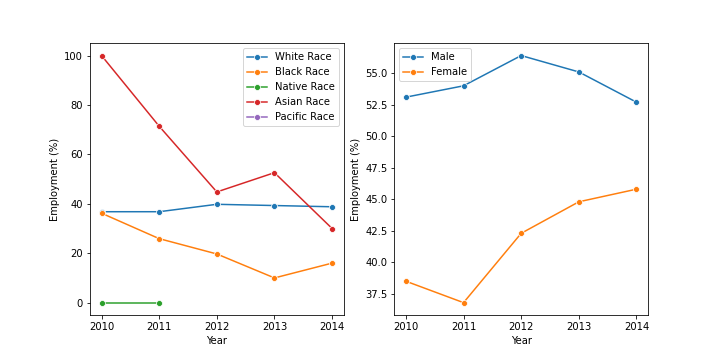 100
80
60
40
20
0
Employment (%)
2010 2011 2012 2013 2014
Year
White Race
Black Race
Native Race
Asian Race
Pacific Race
55.0
52.5
50.0
47.5
45.0
42.5
40.0
37.5
Employment (%)
2010 2011 2012 2013 2014
Year
Male
Female